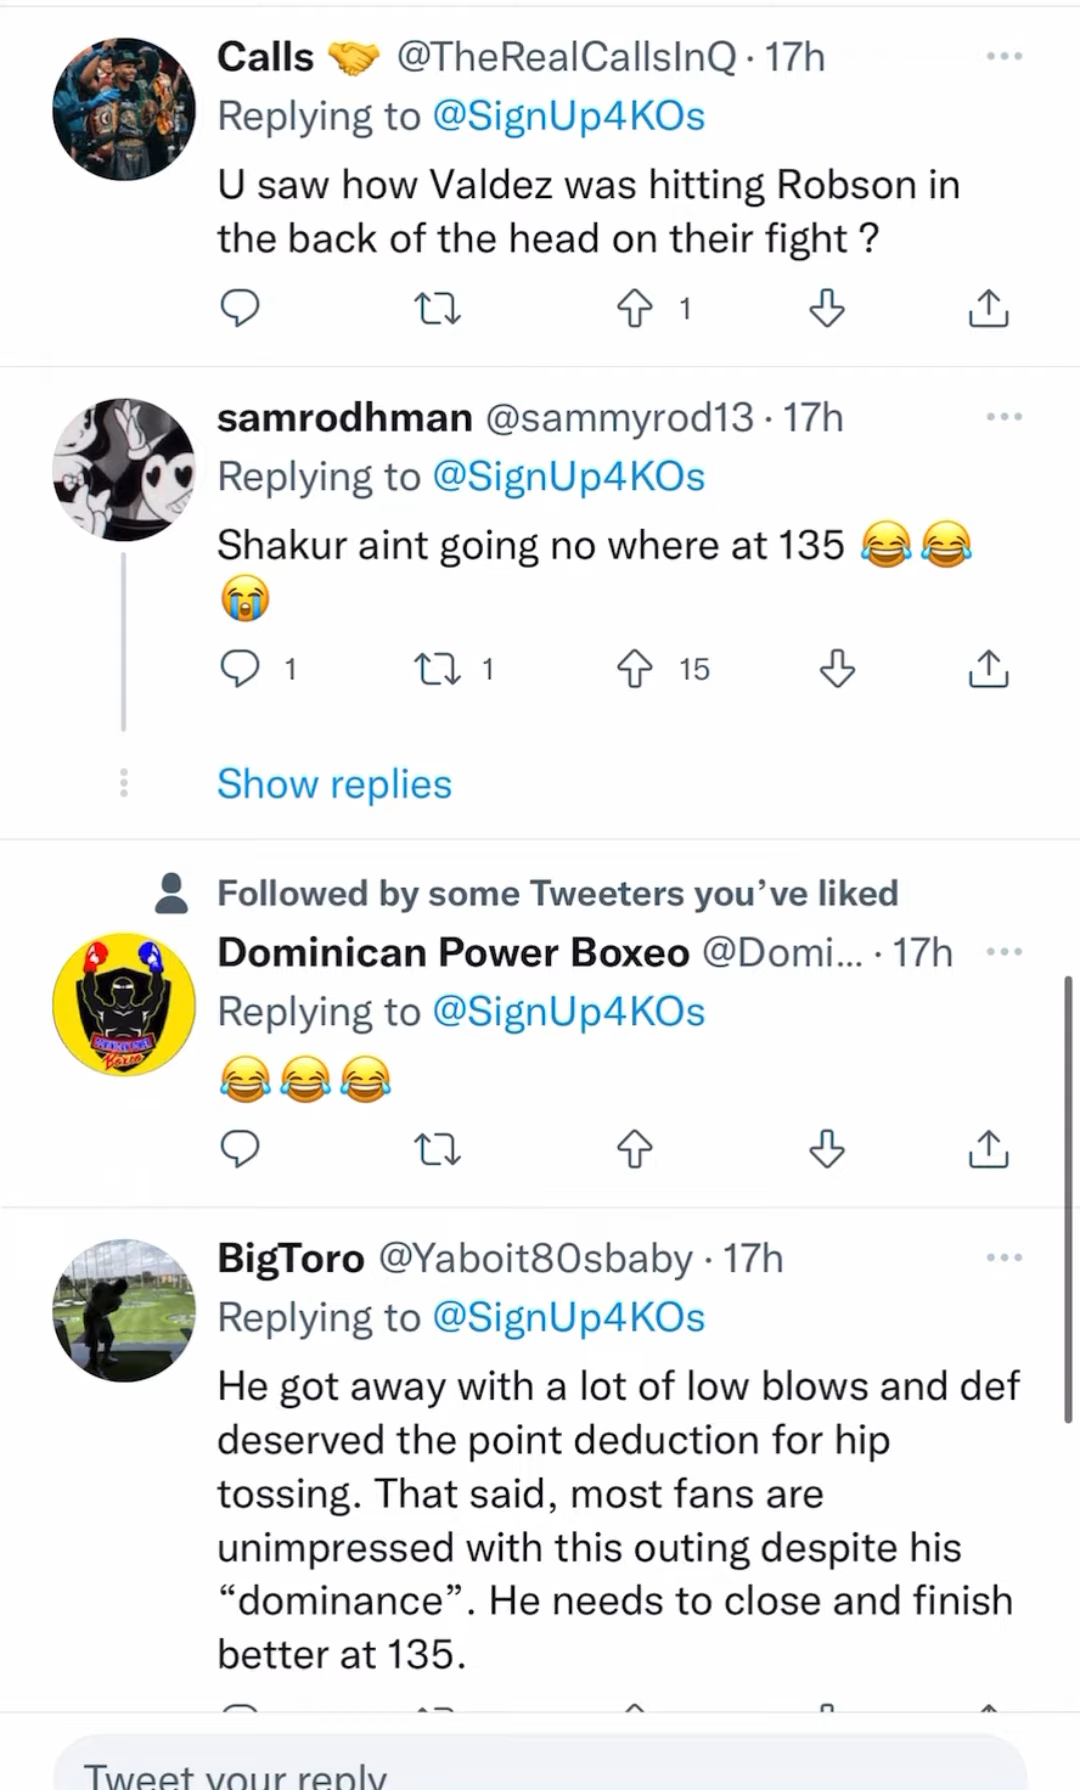 Calls 🤝 @TheRealCallsInQ · 17h
Replying to @SignUp4KOs
U saw how Valdez was hitting Robson in
the back of the head on their fight ?
1
samrodhman @sammyrod13 · 17h
Replying to @SignUp4KOs
Shakur aint going no where at 135 😂😂
😭
1 1 15
Show replies
Followed by some Tweeters you’ve liked
Dominican Power Boxeo @Domi... · 17h
Replying to @SignUp4KOs
Boxeo
😂😂😂
BigToro @Yaboit80sbaby · 17h
Replying to @SignUp4KOs
He got away with a lot of low blows and def
deserved the point deduction for hip
tossing. That said, most fans are
unimpressed with this outing despite his
“dominance”. He needs to close and finish
better at 135.
Tweet your reply